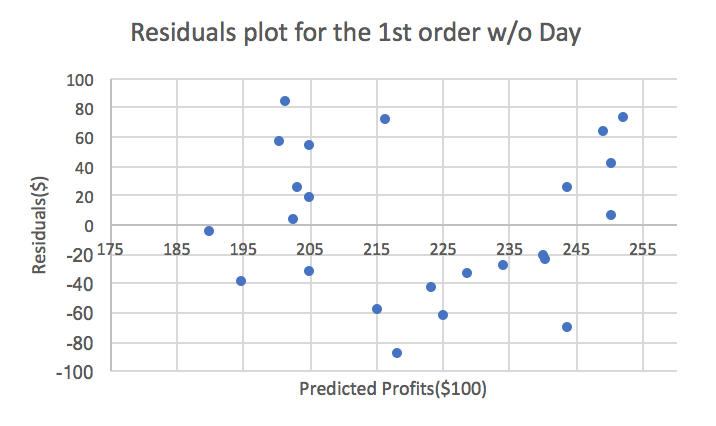 Residuals plot for the 1st order w/o Day
100
80
60
40
20
0
-20
-40
-60
-80
-100
175 185 195 205 215 225 235 245 255
Residuals($)
Predicted Profits($100)